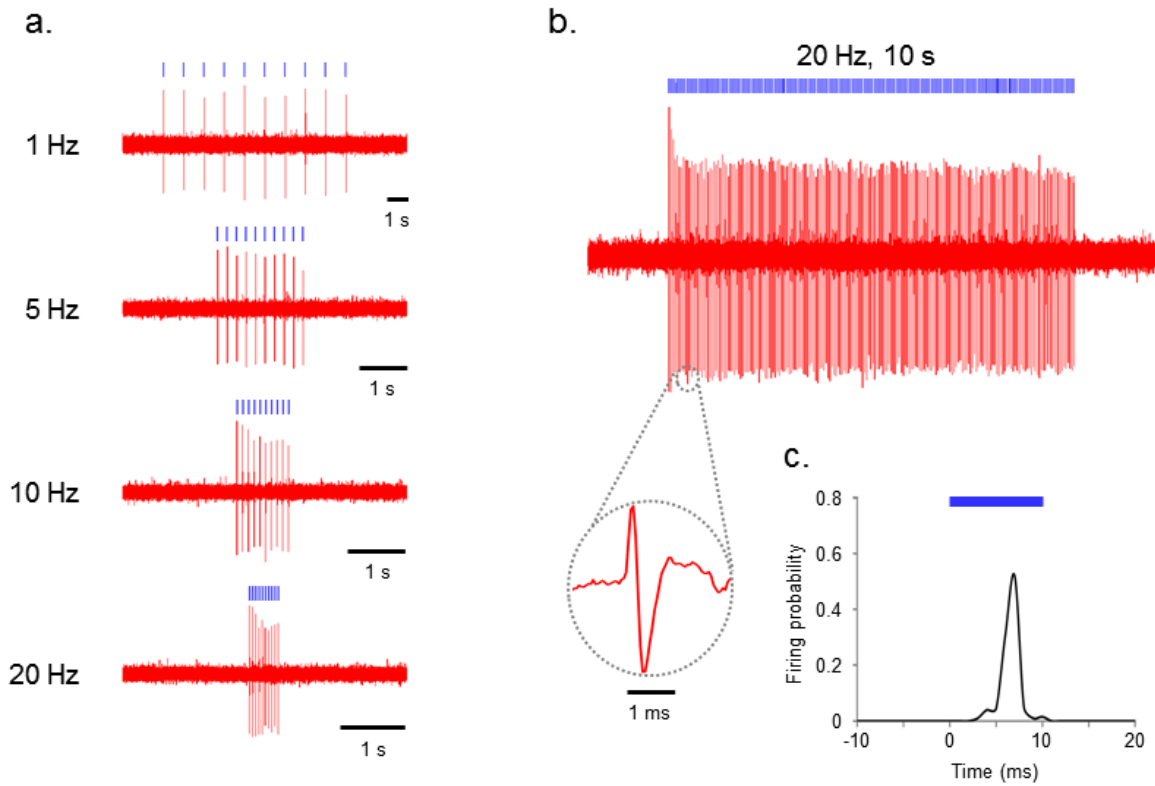 a.
1 Hz
1 s
5 Hz
1 s
10 Hz
1 s
20 Hz
1 s
b.
20 Hz, 10 s
1 ms
c.
0.8
0.6
0.4
0.2
0
Firing probability
-10
0
10
20
Time (ms)